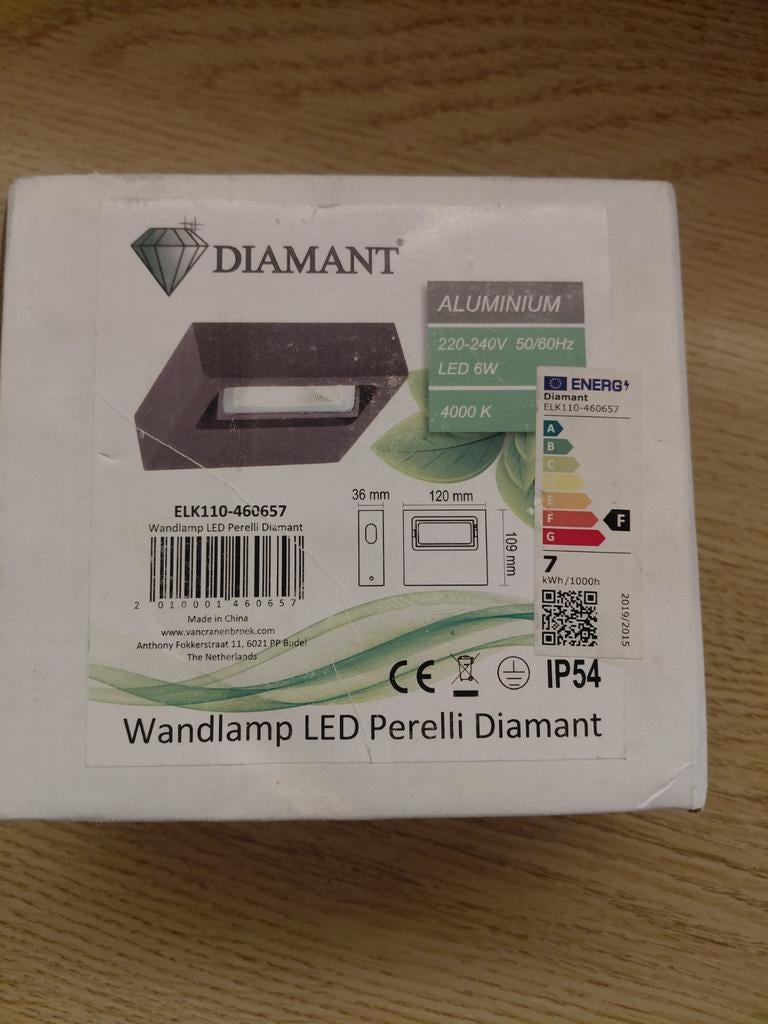 DIAMANT®
ALUMINIUM
220-240V 50/60Hz
LED 6W
4000 K
ENERG
Diamant
ELK110-460657
A
B
C
D
E
F
G
F
7
kWh/1000h
2019/2015
36 mm
120 mm
109 mm
ELK110-460657
Wandlamp LED Perelli Diamant
2 010001 460657
Made in China
www.vancranenbroek.com
Anthony Fokkerstraat 11, 6021 PP Budel
The Netherlands
CE
IP54
Wandlamp LED Perelli Diamant